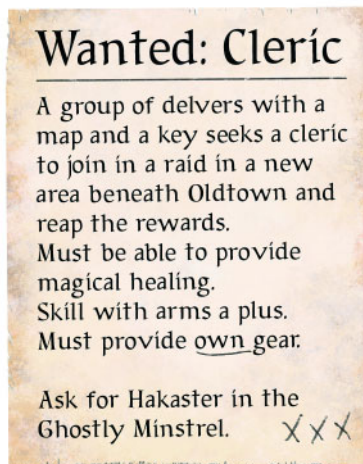 Wanted: Cleric
A group of delvers with a
map and a key seeks a cleric
to join in a raid in a new
area beneath Oldtown and
reap the rewards.
Must be able to provide
magical healing.
Skill with arms a plus.
Must provide own gear.
Ask for Hakaster in the
Ghostly Minstrel.
X X X